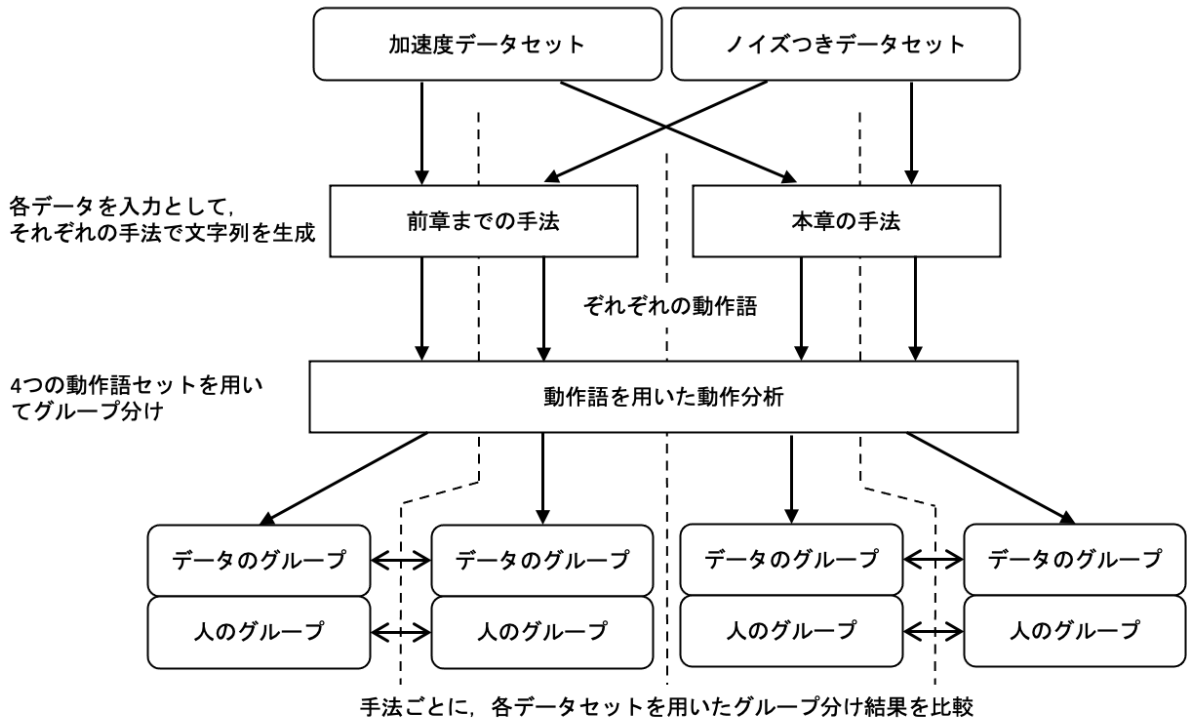 加速度データセット
ノイズつきデータセット
各データを入力として,
それぞれの手法で文字列を生成
前章までの手法
本章の手法
ぞれぞれの動作語
4つの動作語セットを用い
てグループ分け
動作語を用いた動作分析
データのグループ
データのグループ
データのグループ
データのグループ
人のグループ
人のグループ
人のグループ
人のグループ
手法ごとに, 各データセットを用いたグループ分け結果を比較